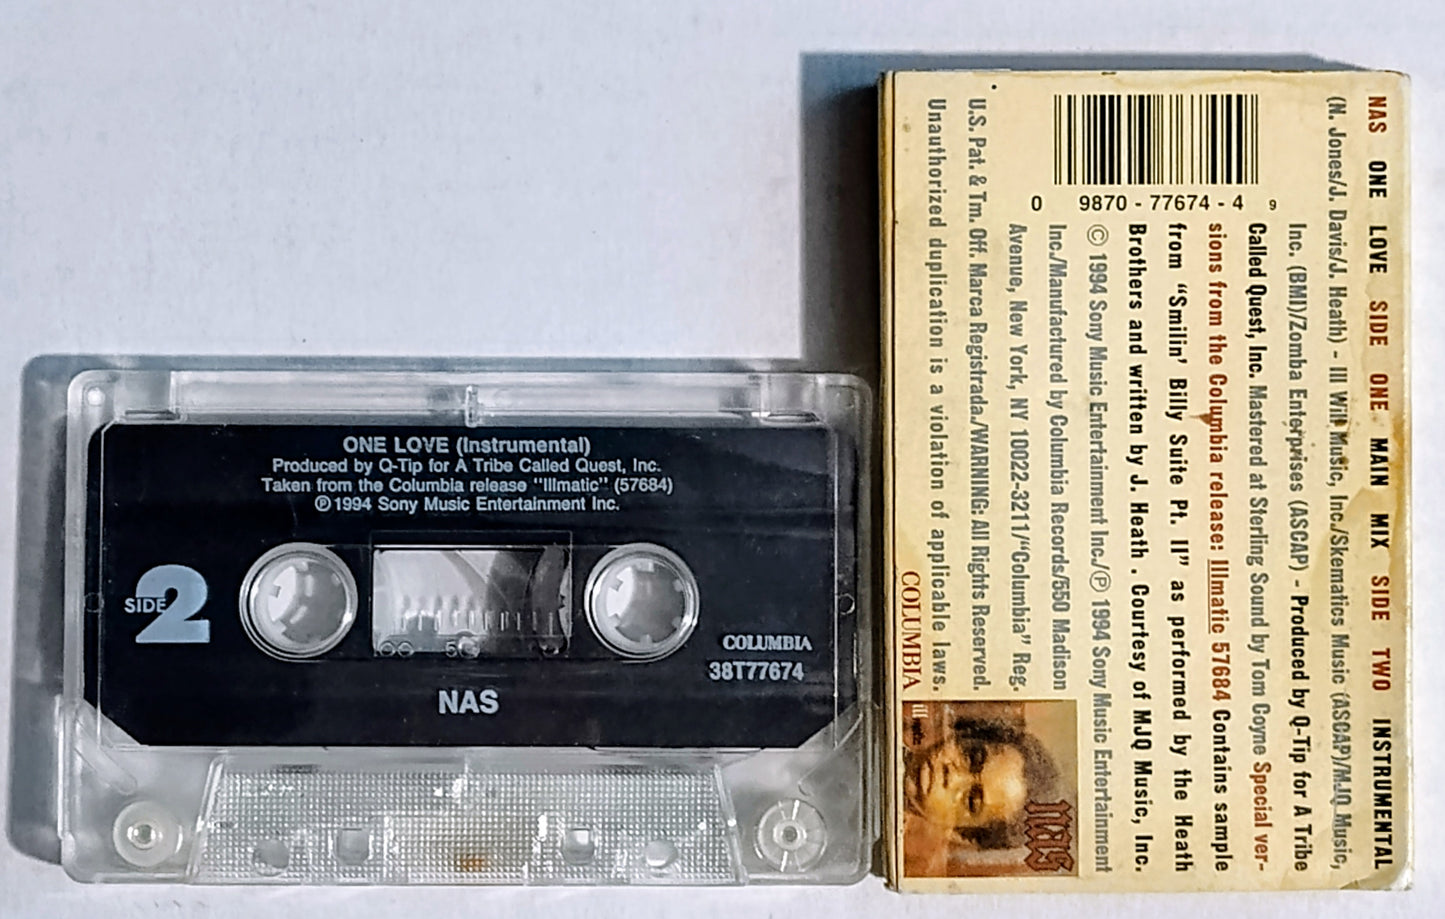 ONE LOVE (Instrumental)
Produced by Q-Tip for A Tribe Called Quest, Inc.
Taken from the Columbia release "Illmatic" (57684)
℗ 1994 Sony Music Entertainment Inc.
SIDE 2
50
COLUMBIA
38T77674
NAS
NAS ONE LOVE SIDE ONE MAIN MIX SIDE TWO INSTRUMENTAL
(N. Jones/J. Davis/J. Heath) - Ill Will Music, Inc./Skematics Music (ASCAP)/MJQ Music,
Inc. (BMI)/Zomba Enterprises (ASCAP) - Produced by Q-Tip for A Tribe
Called Quest, Inc. Mastered at Sterling Sound by Tom Coyne Special ver-
sions from the Columbia release: Illmatic 57684 Contains sample
from “Smilin’ Billy Suite Pt. II” as performed by the Heath
Brothers and written by J. Heath . Courtesy of MJQ Music, Inc.
© 1994 Sony Music Entertainment Inc./℗ 1994 Sony Music Entertainment
Inc./Manufactured by Columbia Records/550 Madison
Avenue, New York, NY 10022-3211/“Columbia” Reg.
U.S. Pat. & Tm. Off. Marca Registrada./WARNING: All Rights Reserved.
Unauthorized duplication is a violation of applicable laws.
COLUMBIA
0 9870 - 77674 - 4 9
nas